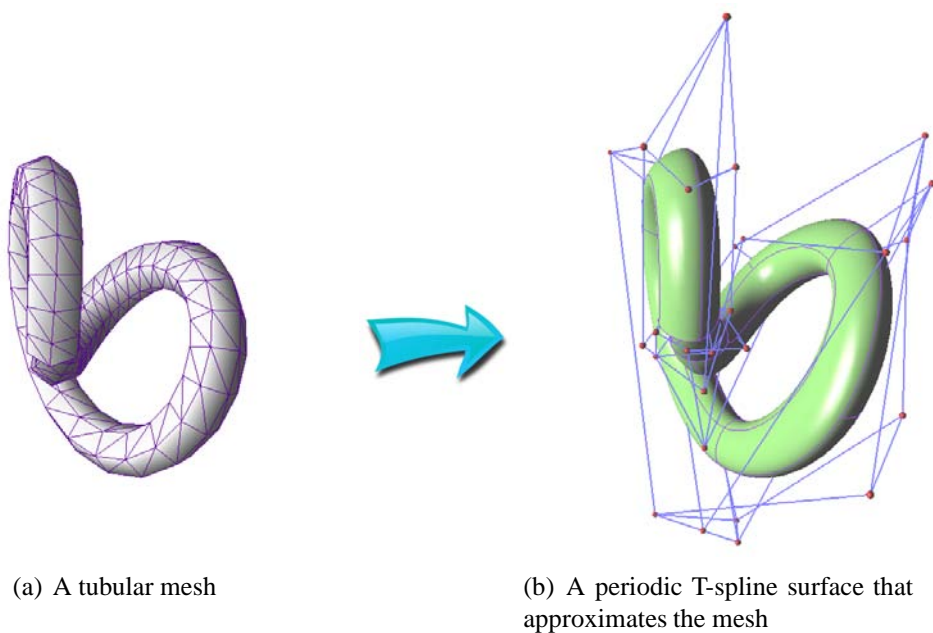 (a) A tubular mesh
(b) A periodic T-spline surface that
approximates the mesh